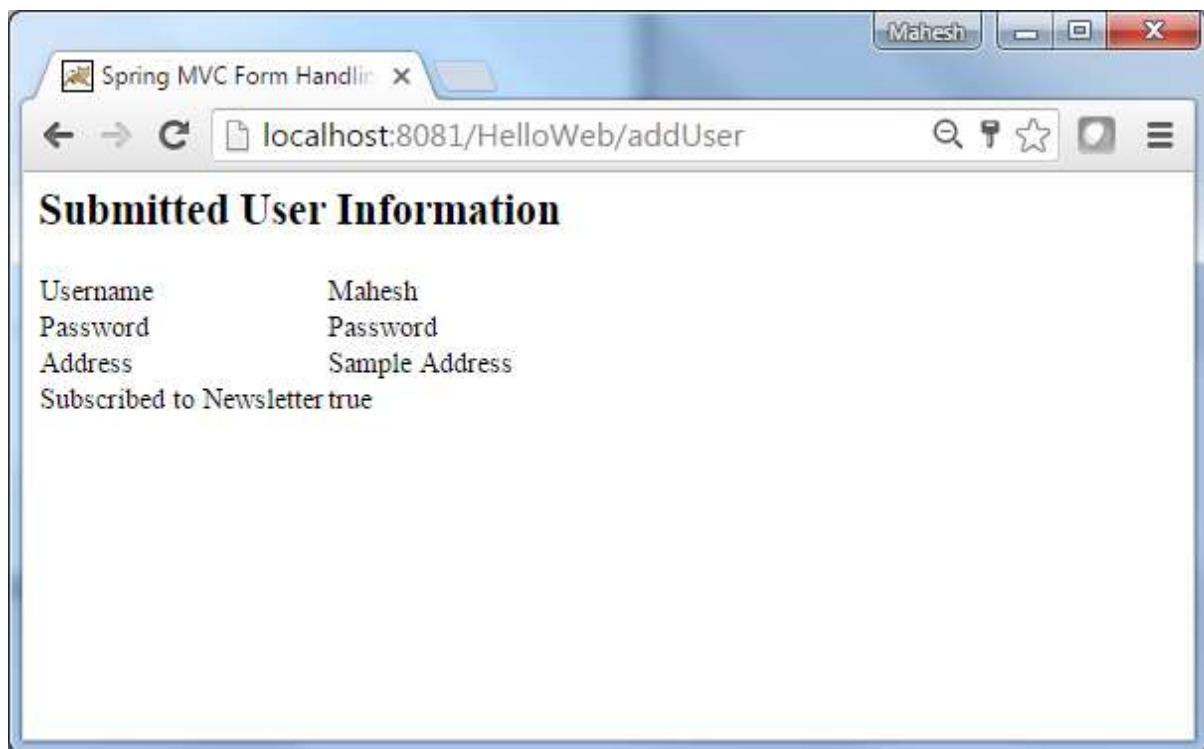 Mahesh
Spring MVC Form Handlin
localhost:8081/HelloWeb/addUser
Submitted User Information
Username Mahesh
Password Password
Address Sample Address
Subscribed to Newsletter true